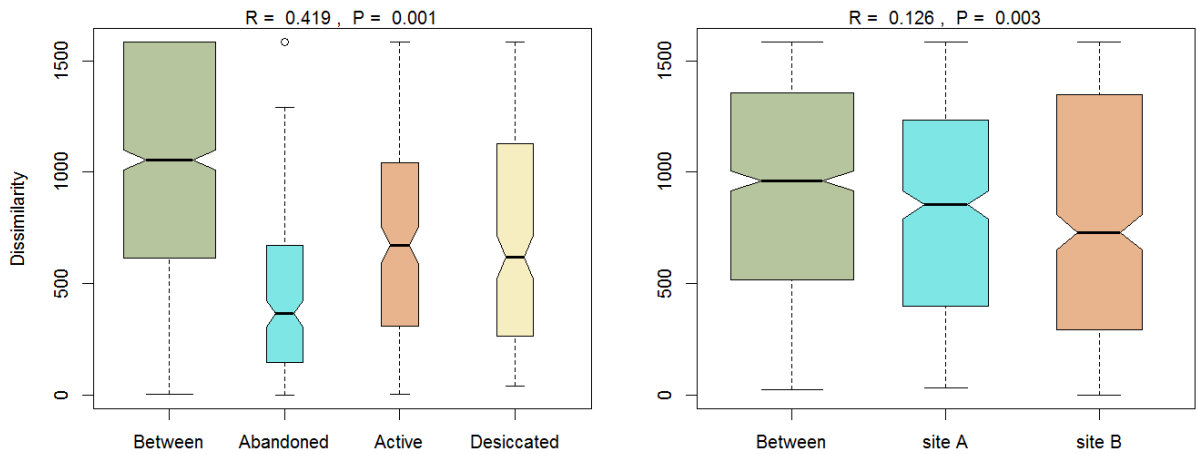 R = 0.419 , P = 0.001
Dissimilarity
1500
1000
500
0
Between Abandoned Active Desiccated
R = 0.126 , P = 0.003
1500
1000
500
0
Between site A site B